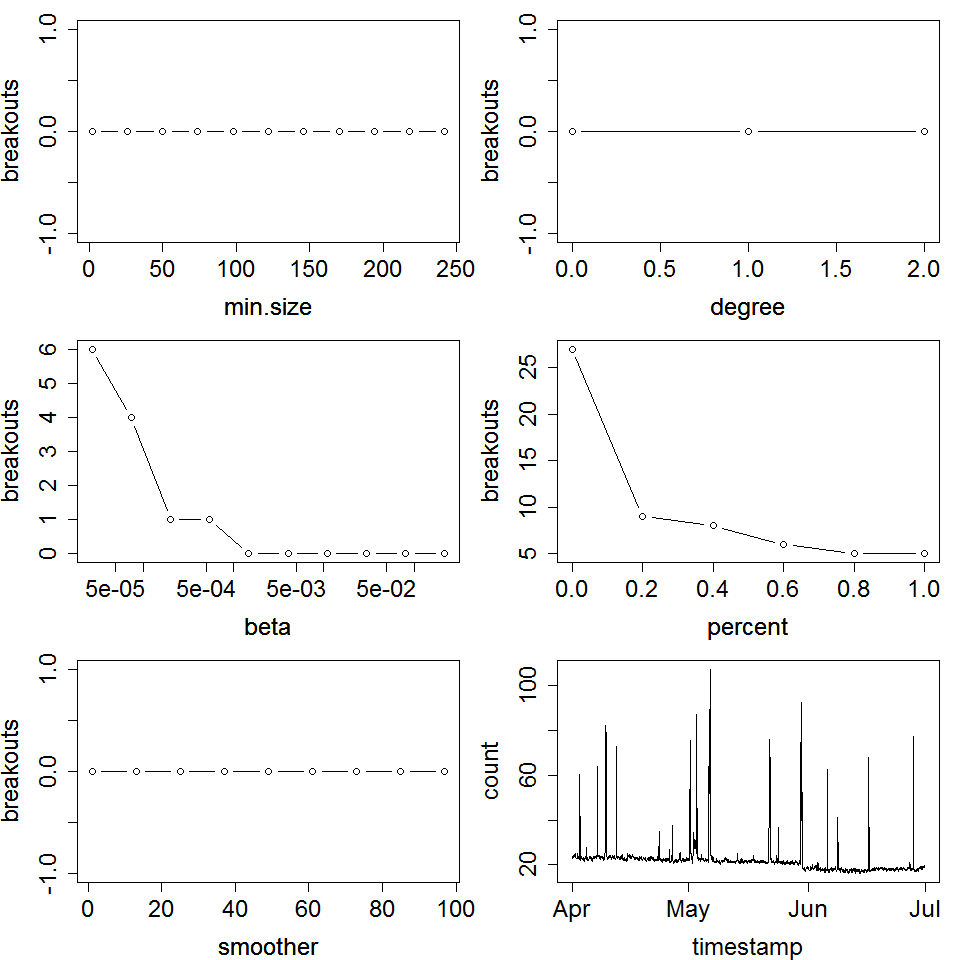 breakouts
1.0
0.0
-1.0
0 50 100 150 200 250
min.size
breakouts
1.0
0.0
-1.0
0.0 0.5 1.0 1.5 2.0
degree
breakouts
6
5
4
3
2
1
0
5e-05 5e-04 5e-03 5e-02
beta
breakouts
25
20
15
10
5
0.0 0.2 0.4 0.6 0.8 1.0
percent
breakouts
1.0
0.0
-1.0
0 20 40 60 80 100
smoother
count
100
60
20
Apr May Jun Jul
timestamp